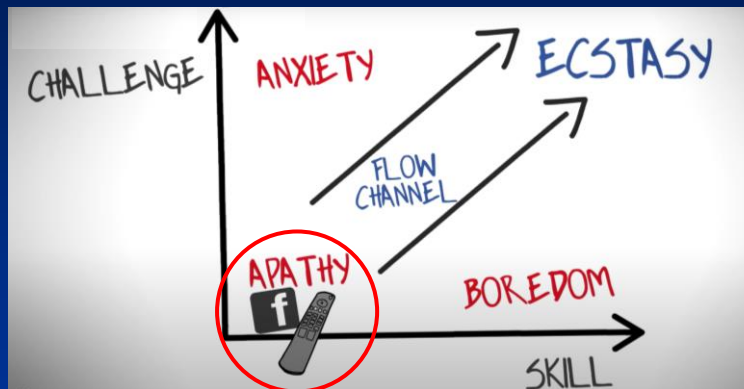 CHALLENGE
ANXIETY
ECSTASY
FLOW
CHANNEL
APATHY
f
BOREDOM
SKILL